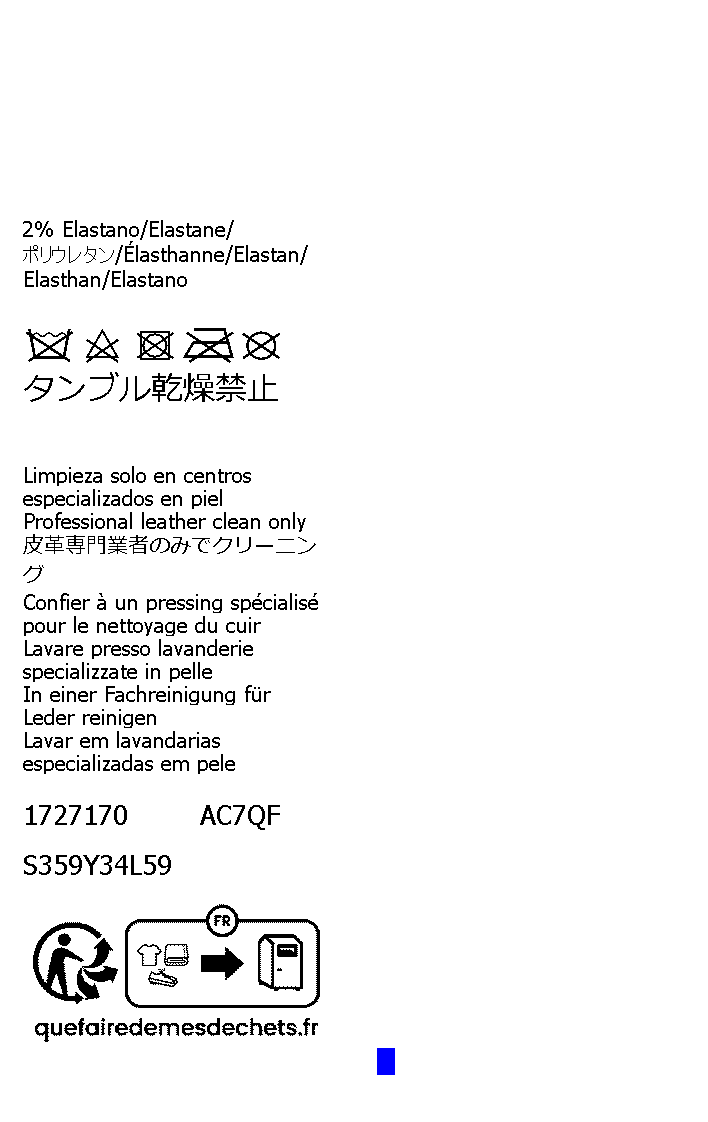 2% Elastano/Elastane/
ポリウレタン/Élasthanne/Elastan/
Elasthan/Elastano
タンブル乾燥禁止
Limpieza solo en centros
especializados en piel
Professional leather clean only
皮革専門業者のみでクリーニン
グ
Confier à un pressing spécialisé
pour le nettoyage du cuir
Lavare presso lavanderie
specializzate in pelle
In einer Fachreinigung für
Leder reinigen
Lavar em lavandarias
especializadas em pele
1727170 AC7QF
S359Y34L59
FR
quefairedemesdechets.fr